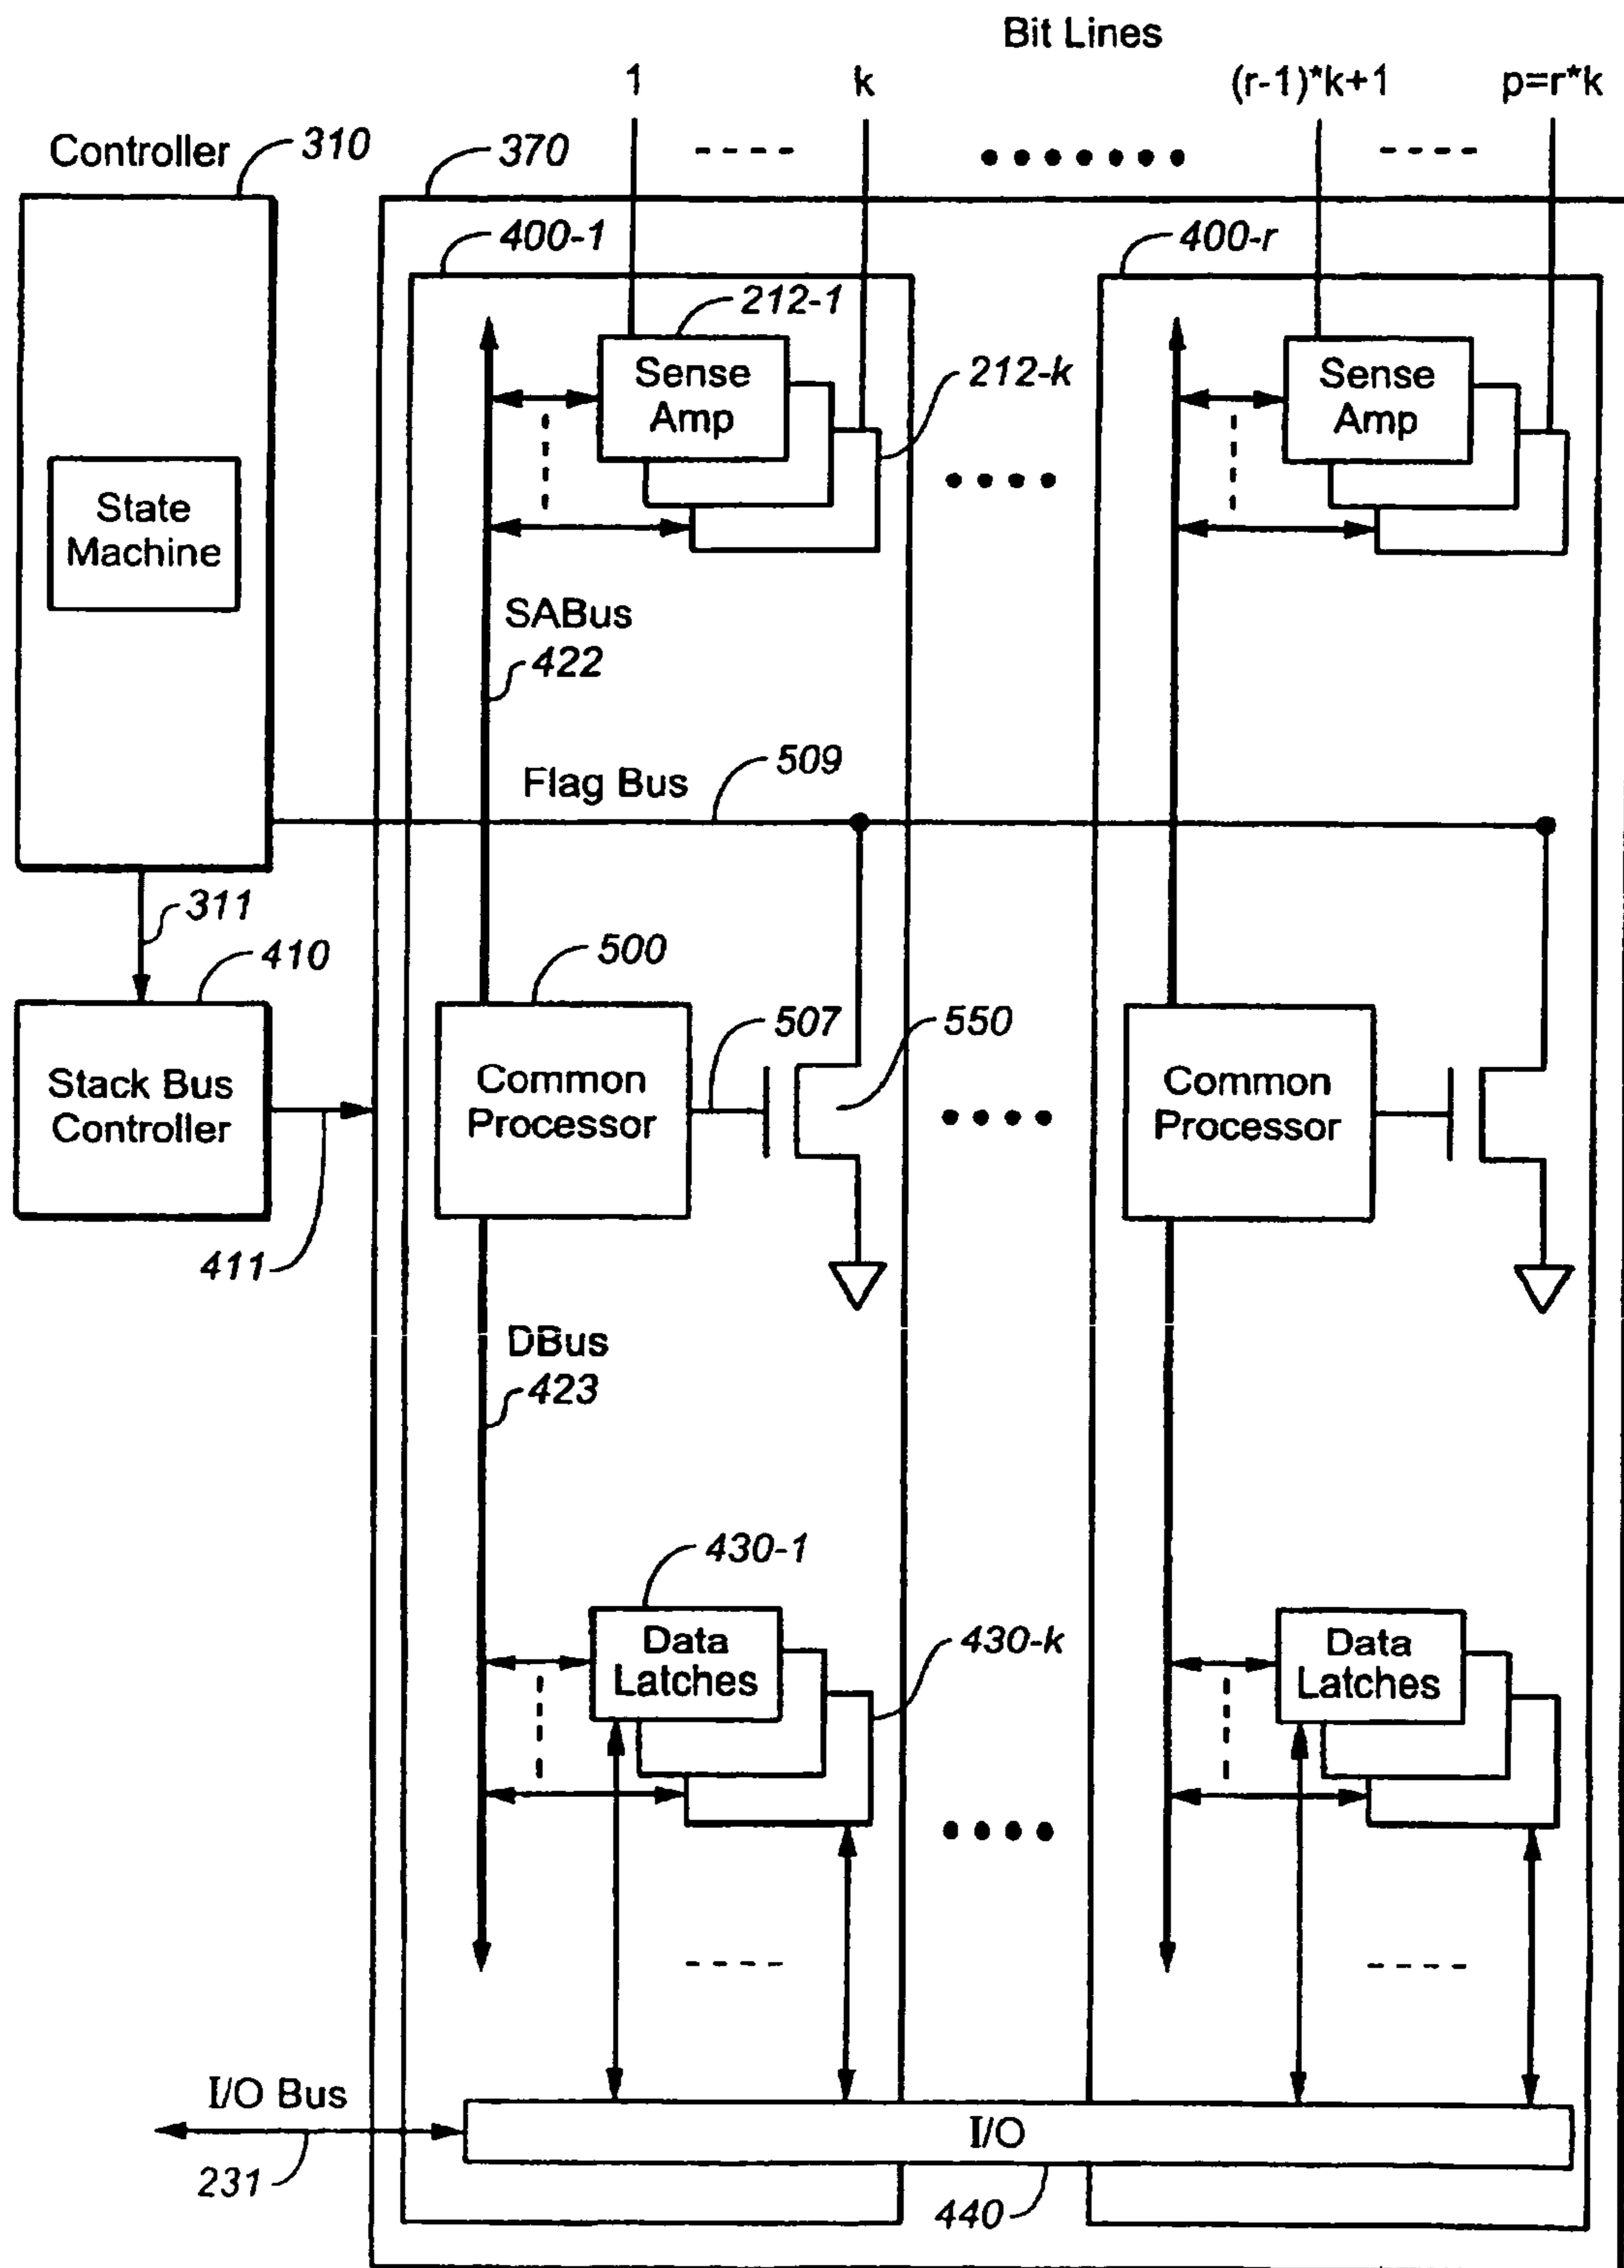 Bit Lines
1
k
(r-1)*k+1
p=r*k
Controller
310
370
400-1
400-r
212-1
Sense
Amp
212-k
Sense
Amp
State
Machine
SABus
422
Flag Bus
509
311
410
500
507
550
Stack Bus
Controller
Common
Processor
Common
Processor
411
DBus
423
430-1
Data
Latches
430-k
Data
Latches
I/O Bus
I/O
231
440